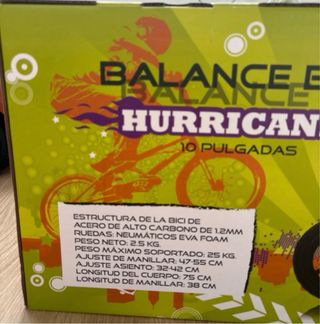 BALANCE B
BALANCE
HURRICAN
10 PULGADAS
ESTRUCTURA DE LA BICI DE
ACERO DE ALTO CARBONO DE 1.2MM
RUEDAS: NEUMÁTICOS EVA FOAM
PESO NETO: 2.5 KG.
PESO MÁXIMO SOPORTADO: 25 KG.
AJUSTE DE MANILLAR: 47-55 CM
AJUSTE ASIENTO: 32-42 CM
LONGITUD DEL CUERPO: 75 CM
LONGITUD DE MANILLAR: 38 CM